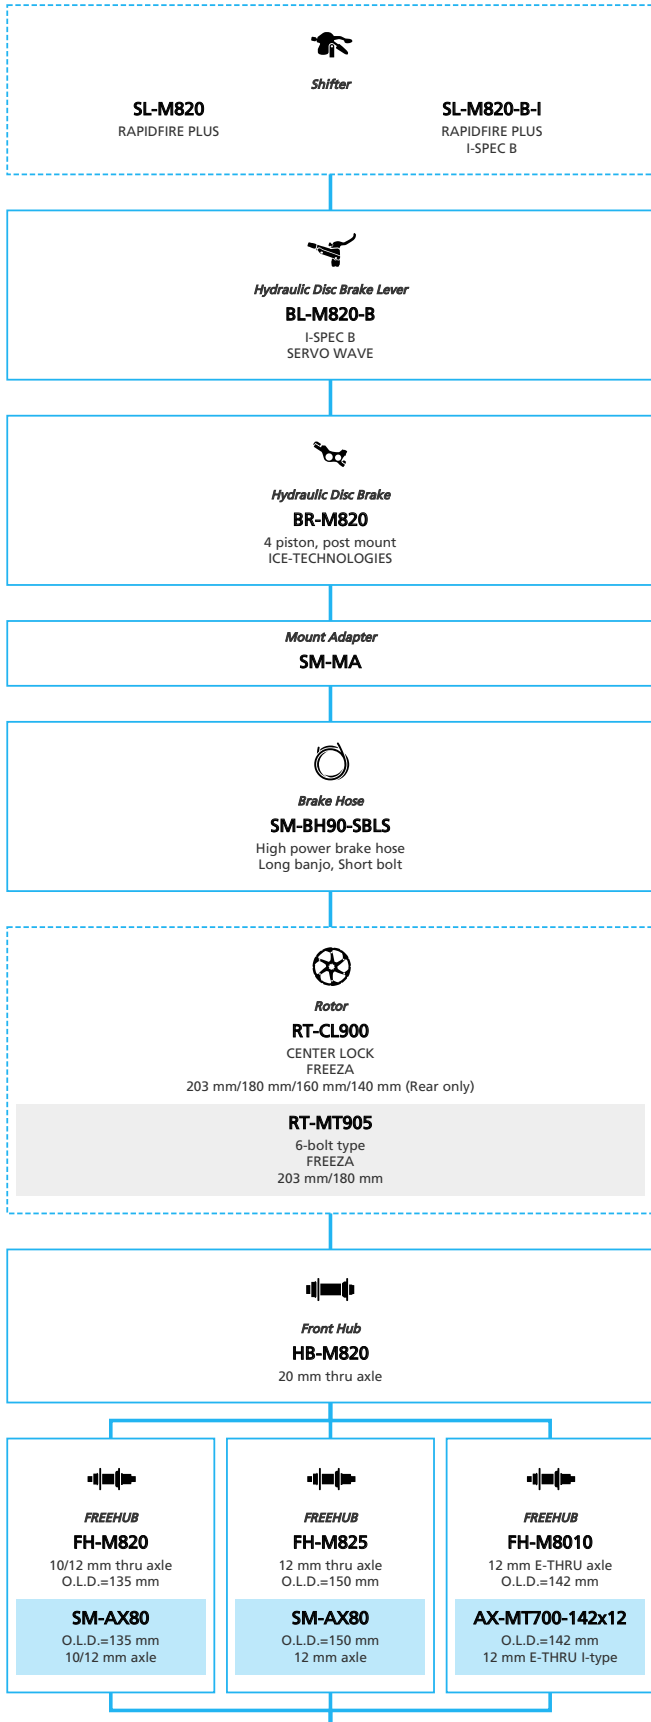 Shifter
SL-M820
RAPIDFIRE PLUS
SL-M820-B-I
RAPIDFIRE PLUS
I-SPEC B
Hydraulic Disc Brake Lever
BL-M820-B
I-SPEC B
SERVO WAVE
Hydraulic Disc Brake
BR-M820
4 piston, post mount
ICE-TECHNOLOGIES
Mount Adapter
SM-MA
Brake Hose
SM-BH90-SBLS
High power brake hose
Long banjo, Short bolt
Rotor
RT-CL900
CENTER LOCK
FREEZA
203 mm/180 mm/160 mm/140 mm (Rear only)
RT-MT905
6-bolt type
FREEZA
203 mm/180 mm
Front Hub
HB-M820
20 mm thru axle
FREEHUB
FH-M820
10/12 mm thru axle
O.L.D.=135 mm
SM-AX80
O.L.D.=135 mm
10/12 mm axle
FREEHUB
FH-M825
12 mm thru axle
O.L.D.=150 mm
SM-AX80
O.L.D.=150 mm
12 mm axle
FREEHUB
FH-M8010
12 mm E-THRU axle
O.L.D.=142 mm
AX-MT700-142x12
O.L.D.=142 mm
12 mm E-THRU I-type